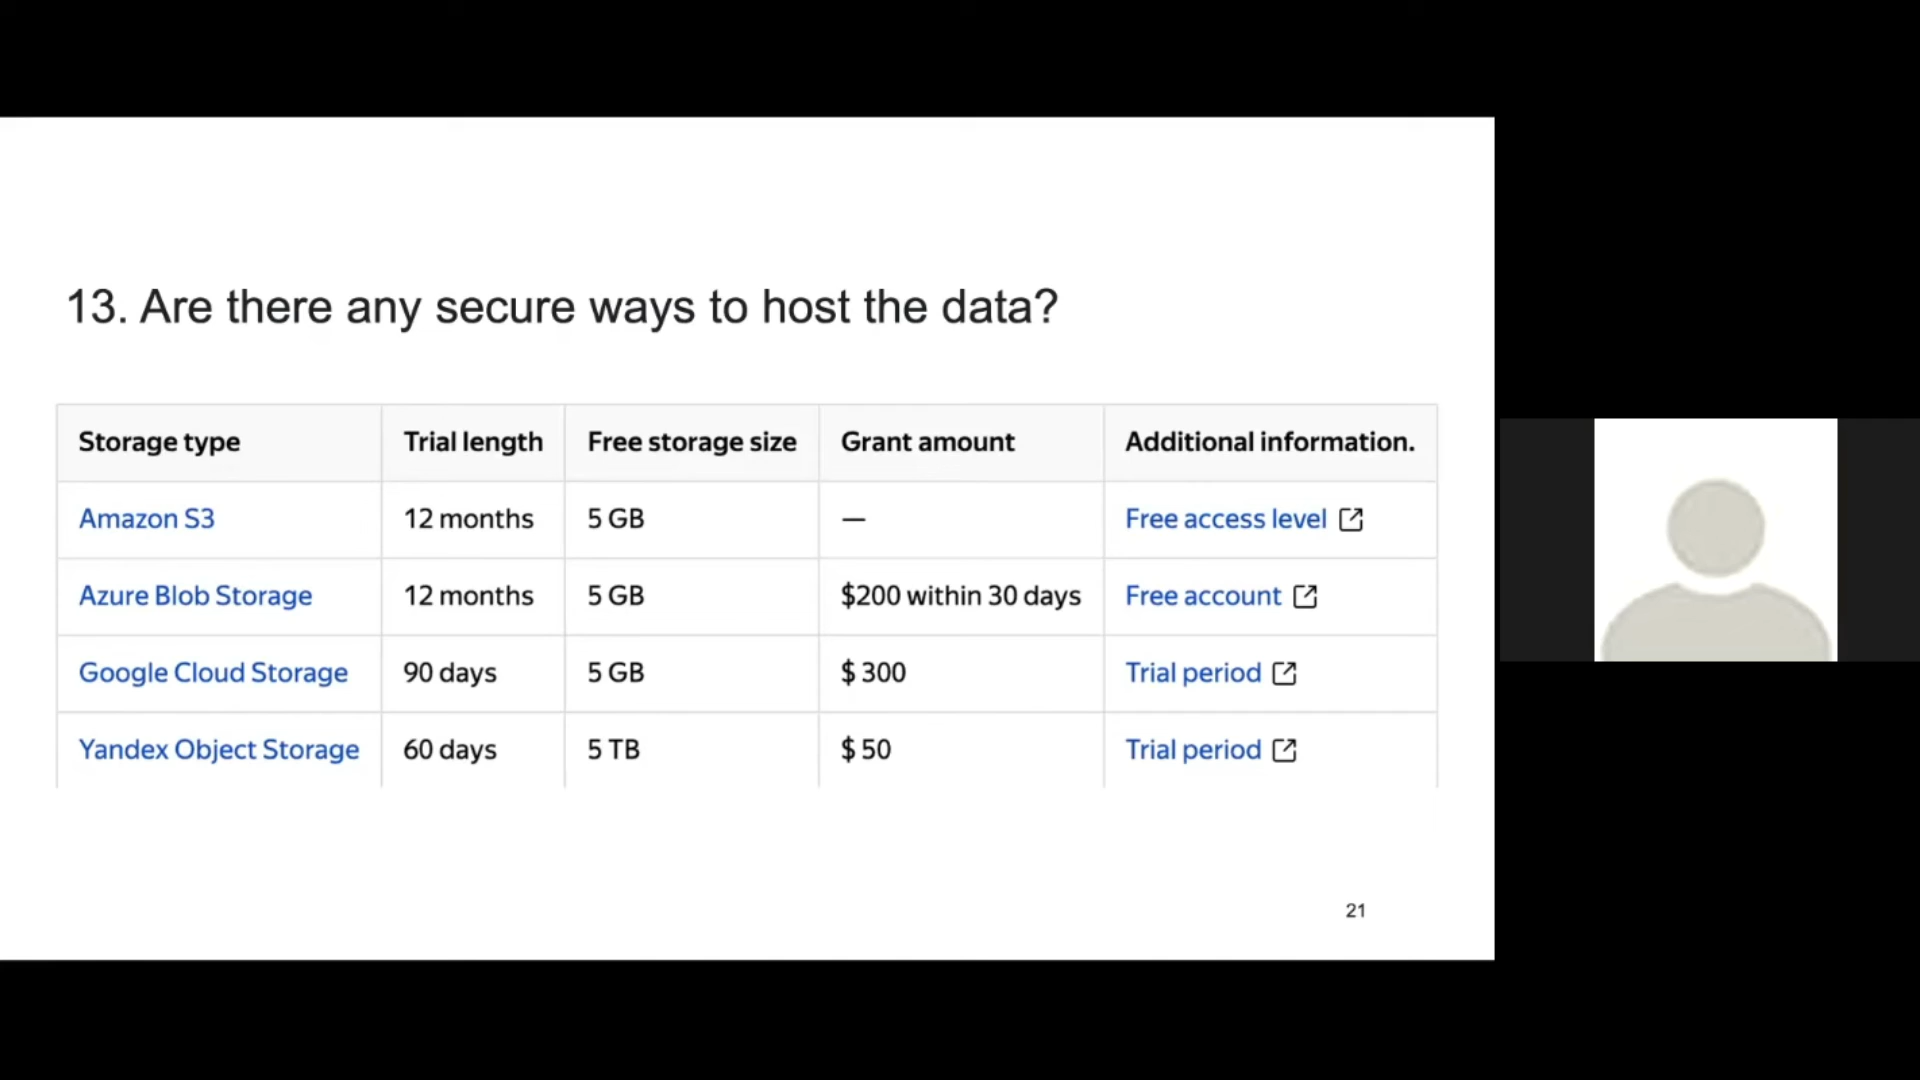 13. Are there any secure ways to host the data?
Storage type Trial length Free storage size Grant amount Additional information.
Amazon S3 12 months 5 GB — Free access level
Azure Blob Storage 12 months 5 GB $200 within 30 days Free account
Google Cloud Storage 90 days 5 GB $ 300 Trial period
Yandex Object Storage 60 days 5 TB $ 50 Trial period
21